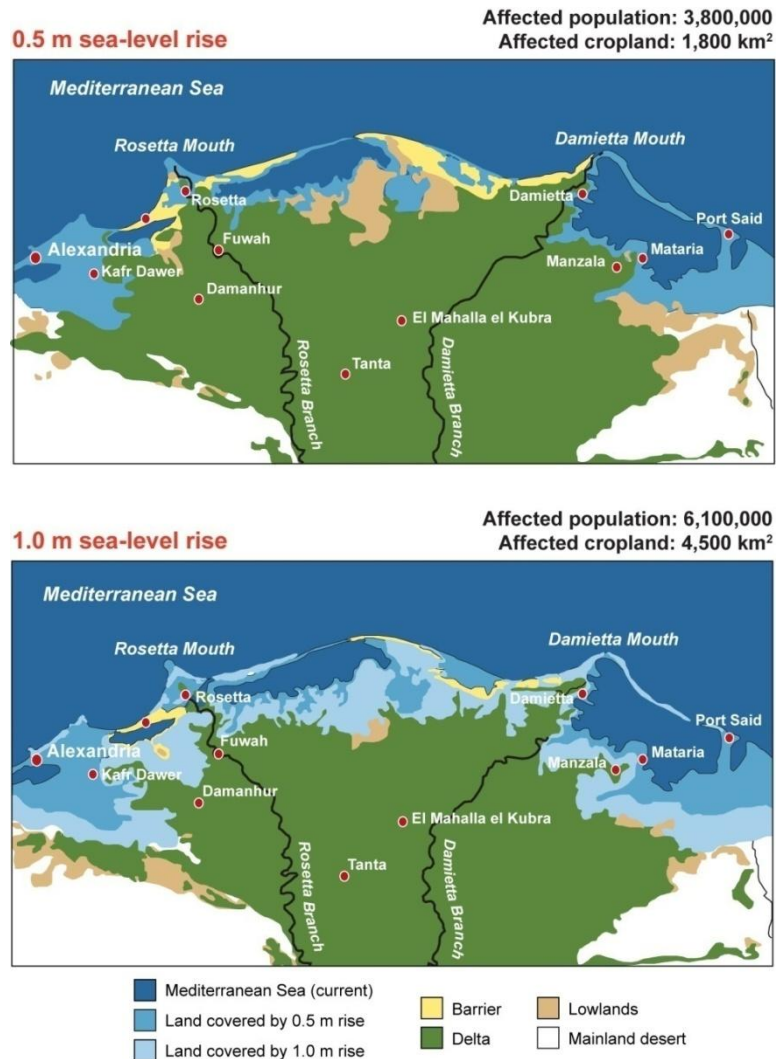 Affected population: 3,800,000
0.5 m sea-level rise
Affected cropland: 1,800 km²
Mediterranean Sea
Rosetta Mouth
Damietta Mouth
Rosetta
Damietta
Port Said
Fuwah
Alexandria
Mataria
Manzala
Kafr Dawer
Damanhur
El Mahalla el Kubra
Tanta
Rosetta Branch
Damietta Branch
Affected population: 6,100,000
1.0 m sea-level rise
Affected cropland: 4,500 km²
Mediterranean Sea
Rosetta Mouth
Damietta Mouth
Rosetta
Damietta
Port Said
Fuwah
Alexandria
Mataria
Manzala
Kafr Dawer
Damanhur
El Mahalla el Kubra
Tanta
Rosetta Branch
Damietta Branch
Mediterranean Sea (current)
Land covered by 0.5 m rise
Land covered by 1.0 m rise
Barrier
Delta
Lowlands
Mainland desert